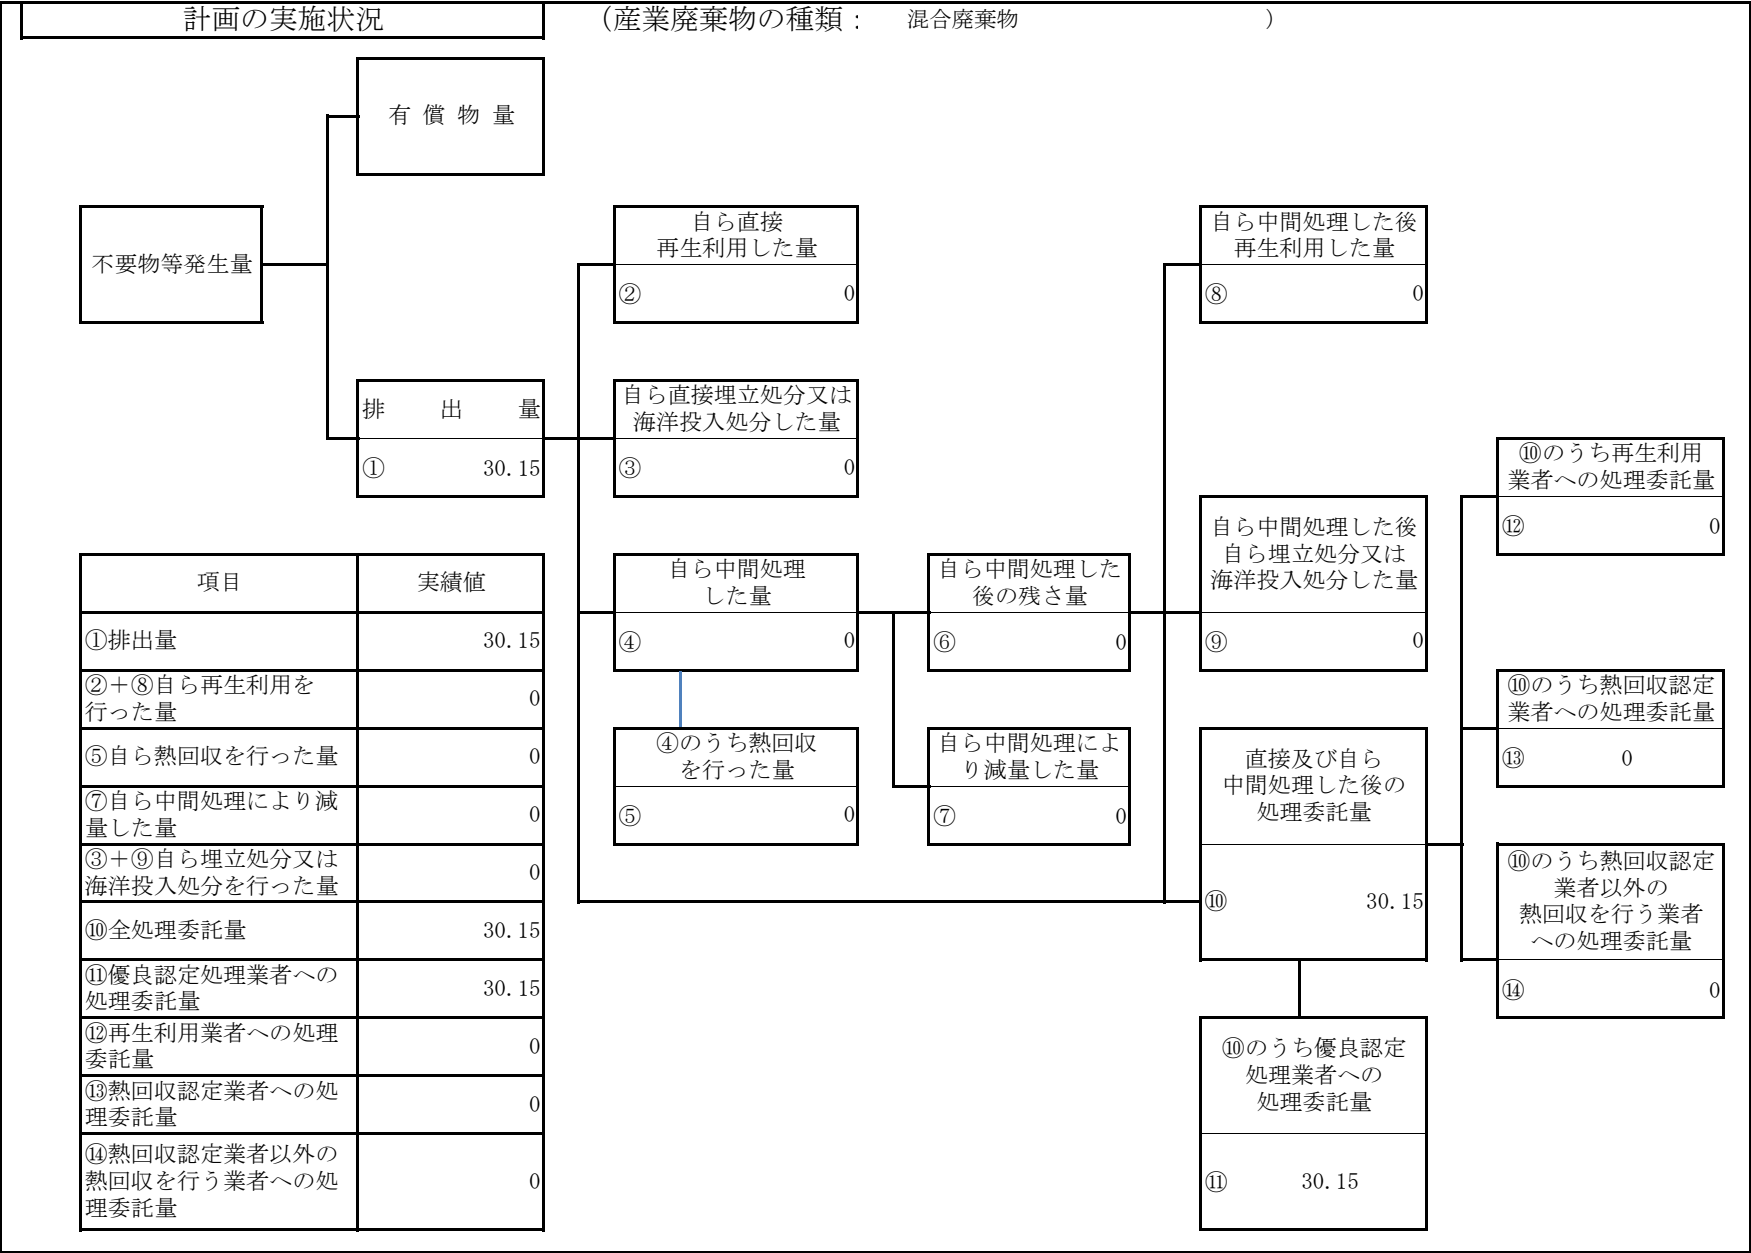 計画の実施状況
（産業廃棄物の種類： 混合廃棄物 ）
有償物量
不要物等発生量
自ら直接
再生利用した量
② 0
自ら中間処理した後
再生利用した量
⑧ 0
排出量
① 30.15
自ら直接埋立処分又は
海洋投入処分した量
③ 0
⑩のうち再生利用
業者への処理委託量
⑫ 0
自ら中間処理した後
自ら埋立処分又は
海洋投入処分した量
⑨ 0
自ら中間処理
した量
④ 0
自ら中間処理した
後の残さ量
⑥ 0
⑩のうち熱回収認定
業者への処理委託量
⑬ 0
④のうち熱回収
を行った量
⑤ 0
自ら中間処理によ
り減量した量
⑦ 0
直接及び自ら
中間処理した後の
処理委託量
⑩ 30.15
⑩のうち熱回収認定
業者以外の
熱回収を行う業者
への処理委託量
⑭ 0
⑩のうち優良認定
処理業者への
処理委託量
⑪ 30.15
項目 実績値
①排出量 30.15
②＋⑧自ら再生利用を
行った量 0
⑤自ら熱回収を行った量 0
⑦自ら中間処理により減
量した量 0
③＋⑨自ら埋立処分又は
海洋投入処分を行った量 0
⑩全処理委託量 30.15
⑪優良認定処理業者への
処理委託量 30.15
⑫再生利用業者への処理
委託量 0
⑬熱回収認定業者への処
理委託量 0
⑭熱回収認定業者以外の
熱回収を行う業者への処
理委託量 0